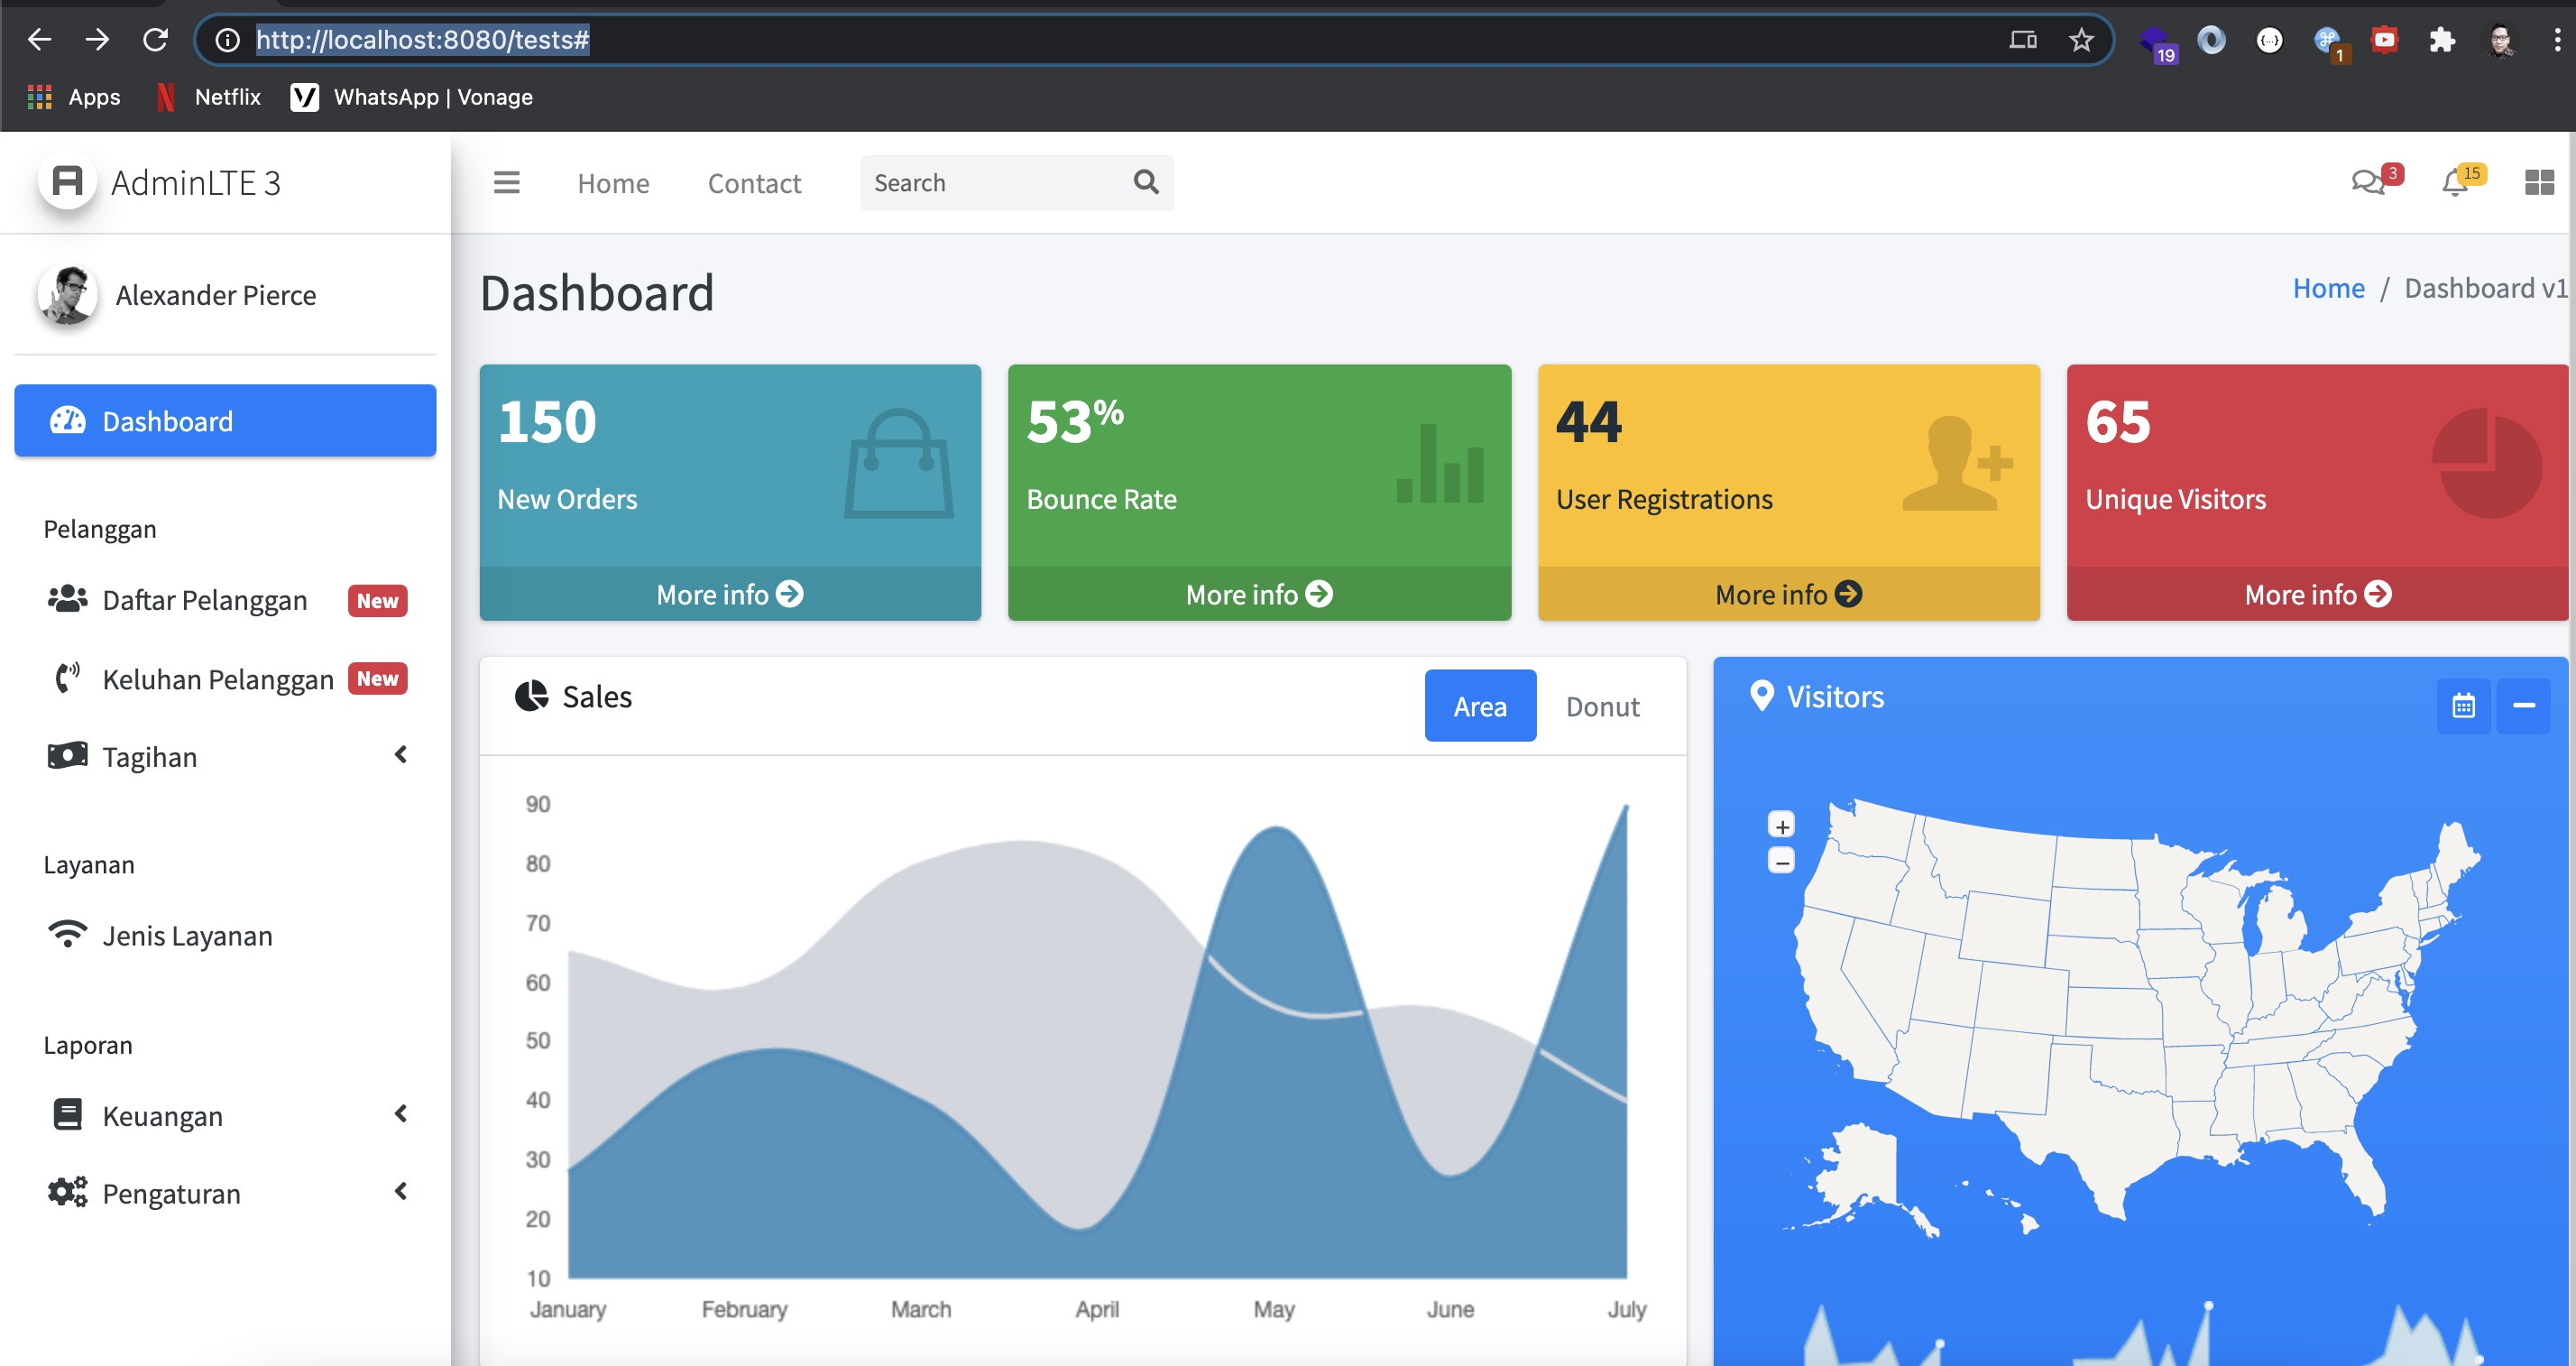 http://localhost:8080/tests#
19
1
Apps
Netflix
WhatsApp | Vonage
AdminLTE 3
Home
Contact
Search
3
15
Alexander Pierce
Dashboard
Home / Dashboard v1
Dashboard
150
New Orders
More info
53%
Bounce Rate
More info
44
User Registrations
More info
65
Unique Visitors
More info
Pelanggan
Daftar Pelanggan New
Keluhan Pelanggan New
Tagihan
Layanan
Jenis Layanan
Laporan
Keuangan
Pengaturan
Sales
Area
Donut
90
80
70
60
50
40
30
20
10
January
February
March
April
May
June
July
Visitors
+
−